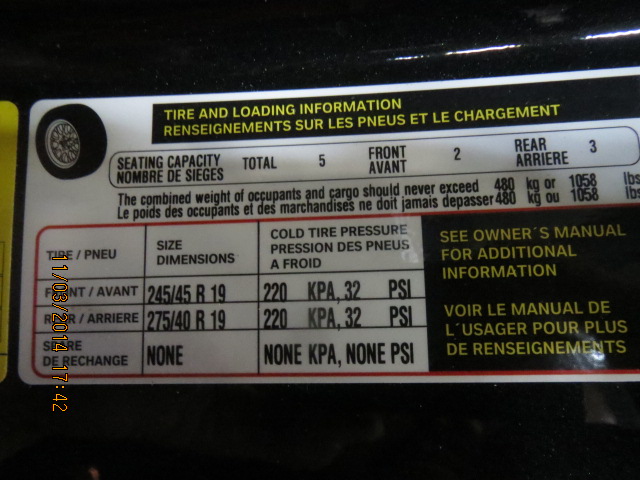 TIRE AND LOADING INFORMATION
RENSEIGNEMENTS SUR LES PNEUS ET LE CHARGEMENT
SEATING CAPACITY
NOMBRE DE SIEGES
TOTAL 5
FRONT
AVANT
2
REAR
ARRIERE
3
The combined weight of occupants and cargo should never exceed 480 kg or 1058 lbs
Le poids des occupants et des marchandises ne doit jamais depasser 480 kg ou 1058 lbs
TIRE / PNEU
SIZE
DIMENSIONS
COLD TIRE PRESSURE
PRESSION DES PNEUS
A FROID
FRONT / AVANT 245/45 R 19 220 KPA, 32 PSI
REAR / ARRIERE 275/40 R 19 220 KPA, 32 PSI
SPARE
DE RECHANGE
NONE NONE KPA, NONE PSI
SEE OWNER´S MANUAL
FOR ADDITIONAL
INFORMATION
VOIR LE MANUAL DE
L´USAGER POUR PLUS
DE RENSEIGNEMENTS
11/03/2014 17:42